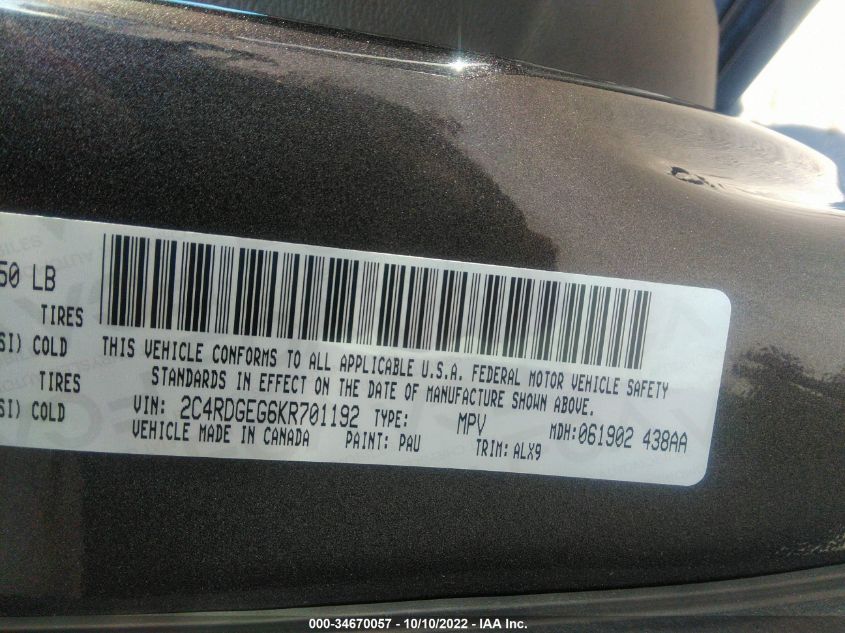 50 LB
TIRES
SI) COLD
TIRES
SI) COLD
THIS VEHICLE CONFORMS TO ALL APPLICABLE U.S.A. FEDERAL MOTOR VEHICLE SAFETY
STANDARDS IN EFFECT ON THE DATE OF MANUFACTURE SHOWN ABOVE.
VIN: 2C4RDGEG6KR701192 TYPE: MPV MDH:061902 438AA
VEHICLE MADE IN CANADA PAINT: PAU TRIM: ALX9
000-34670057 - 10/10/2022 - IAA Inc.